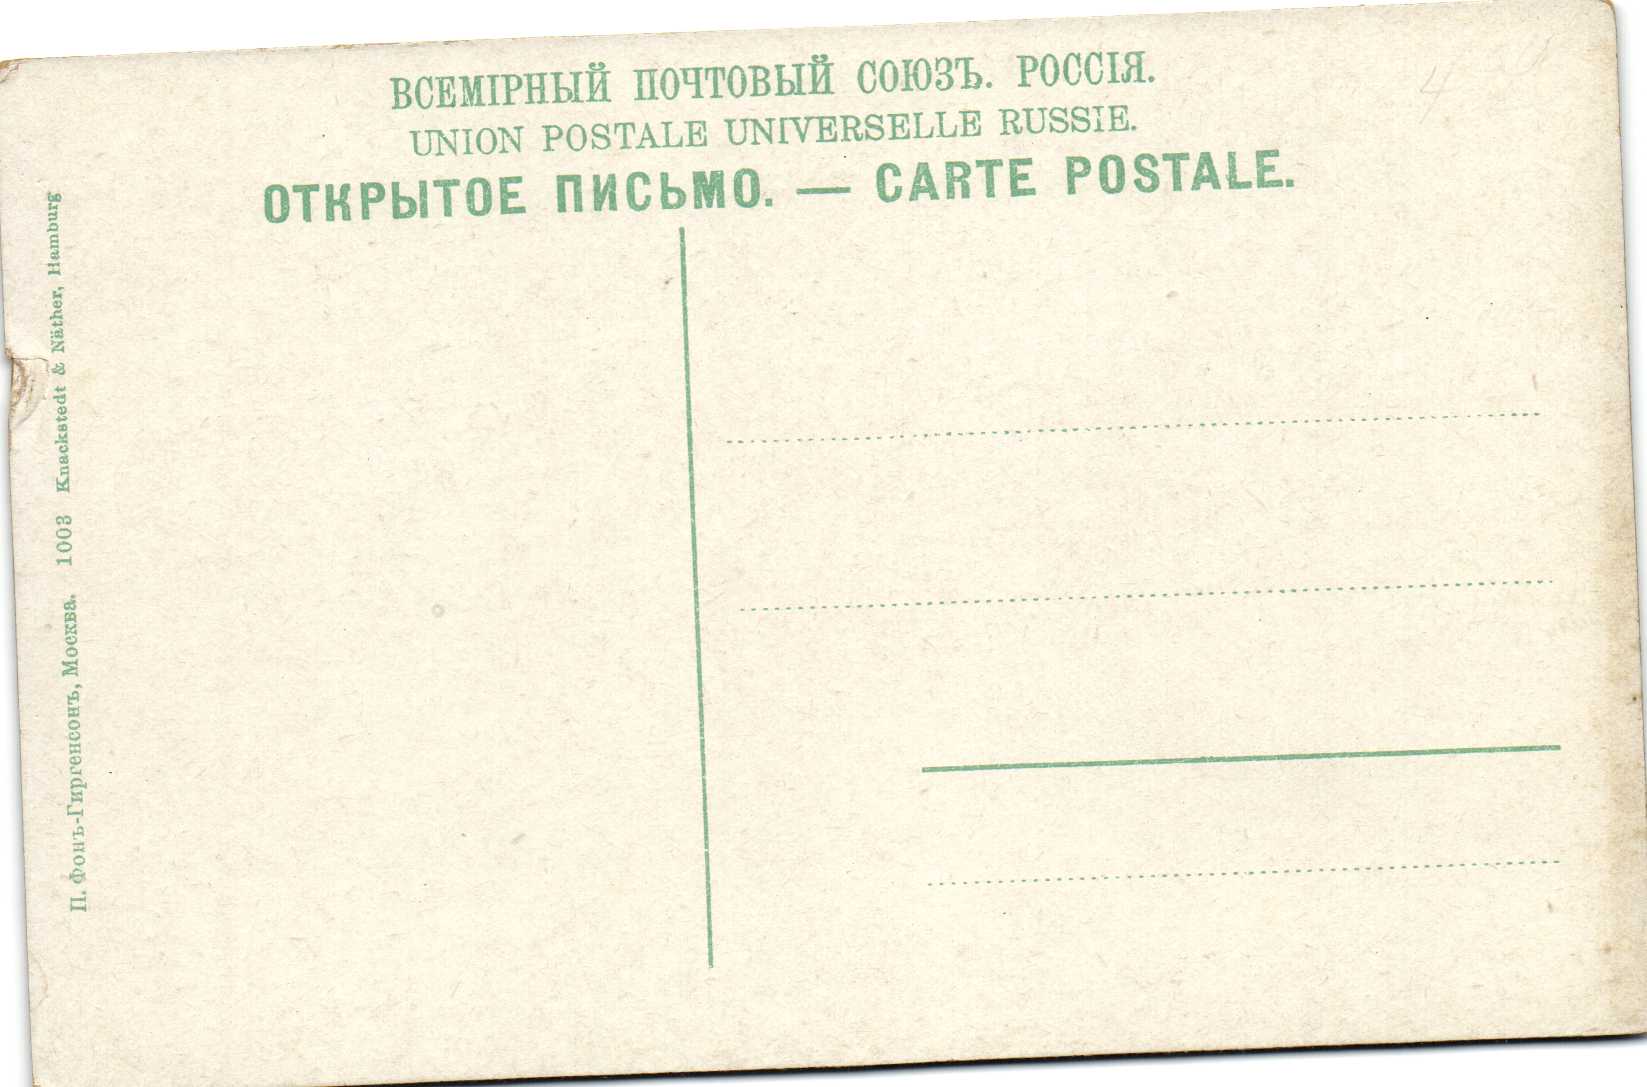 ВСЕМІРНЫЙ ПОЧТОВЫЙ СОЮЗЪ. РОССІЯ.
UNION POSTALE UNIVERSELLE RUSSIE.
ОТКРЫТОЕ ПИСЬМО. — CARTE POSTALE.
П. Фонъ-Гиргенсонъ, Москва. 1003 Knackstedt & Näther, Hamburg
4